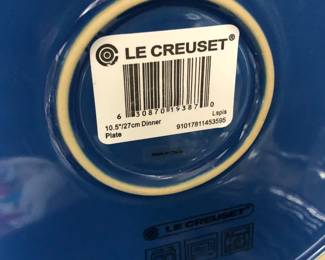 LE CREUSET®
6 30870 19387 0
10.5"/27cm Dinner Plate
Lapis
91017811453595
LE CREUSET®